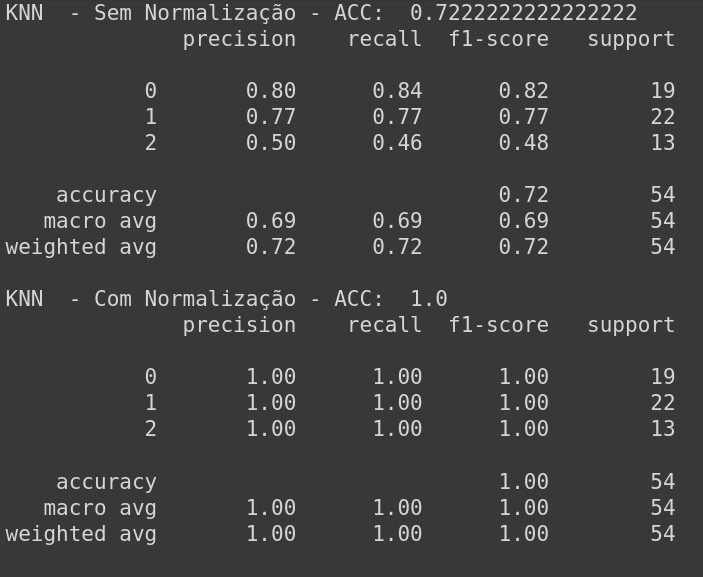 KNN  - Sem Normalização - ACC:  0.7222222222222222
              precision    recall  f1-score   support

           0       0.80      0.84      0.82        19
           1       0.77      0.77      0.77        22
           2       0.50      0.46      0.48        13

    accuracy                           0.72        54
   macro avg       0.69      0.69      0.69        54
weighted avg       0.72      0.72      0.72        54

KNN  - Com Normalização - ACC:  1.0
              precision    recall  f1-score   support

           0       1.00      1.00      1.00        19
           1       1.00      1.00      1.00        22
           2       1.00      1.00      1.00        13

    accuracy                           1.00        54
   macro avg       1.00      1.00      1.00        54
weighted avg       1.00      1.00      1.00        54